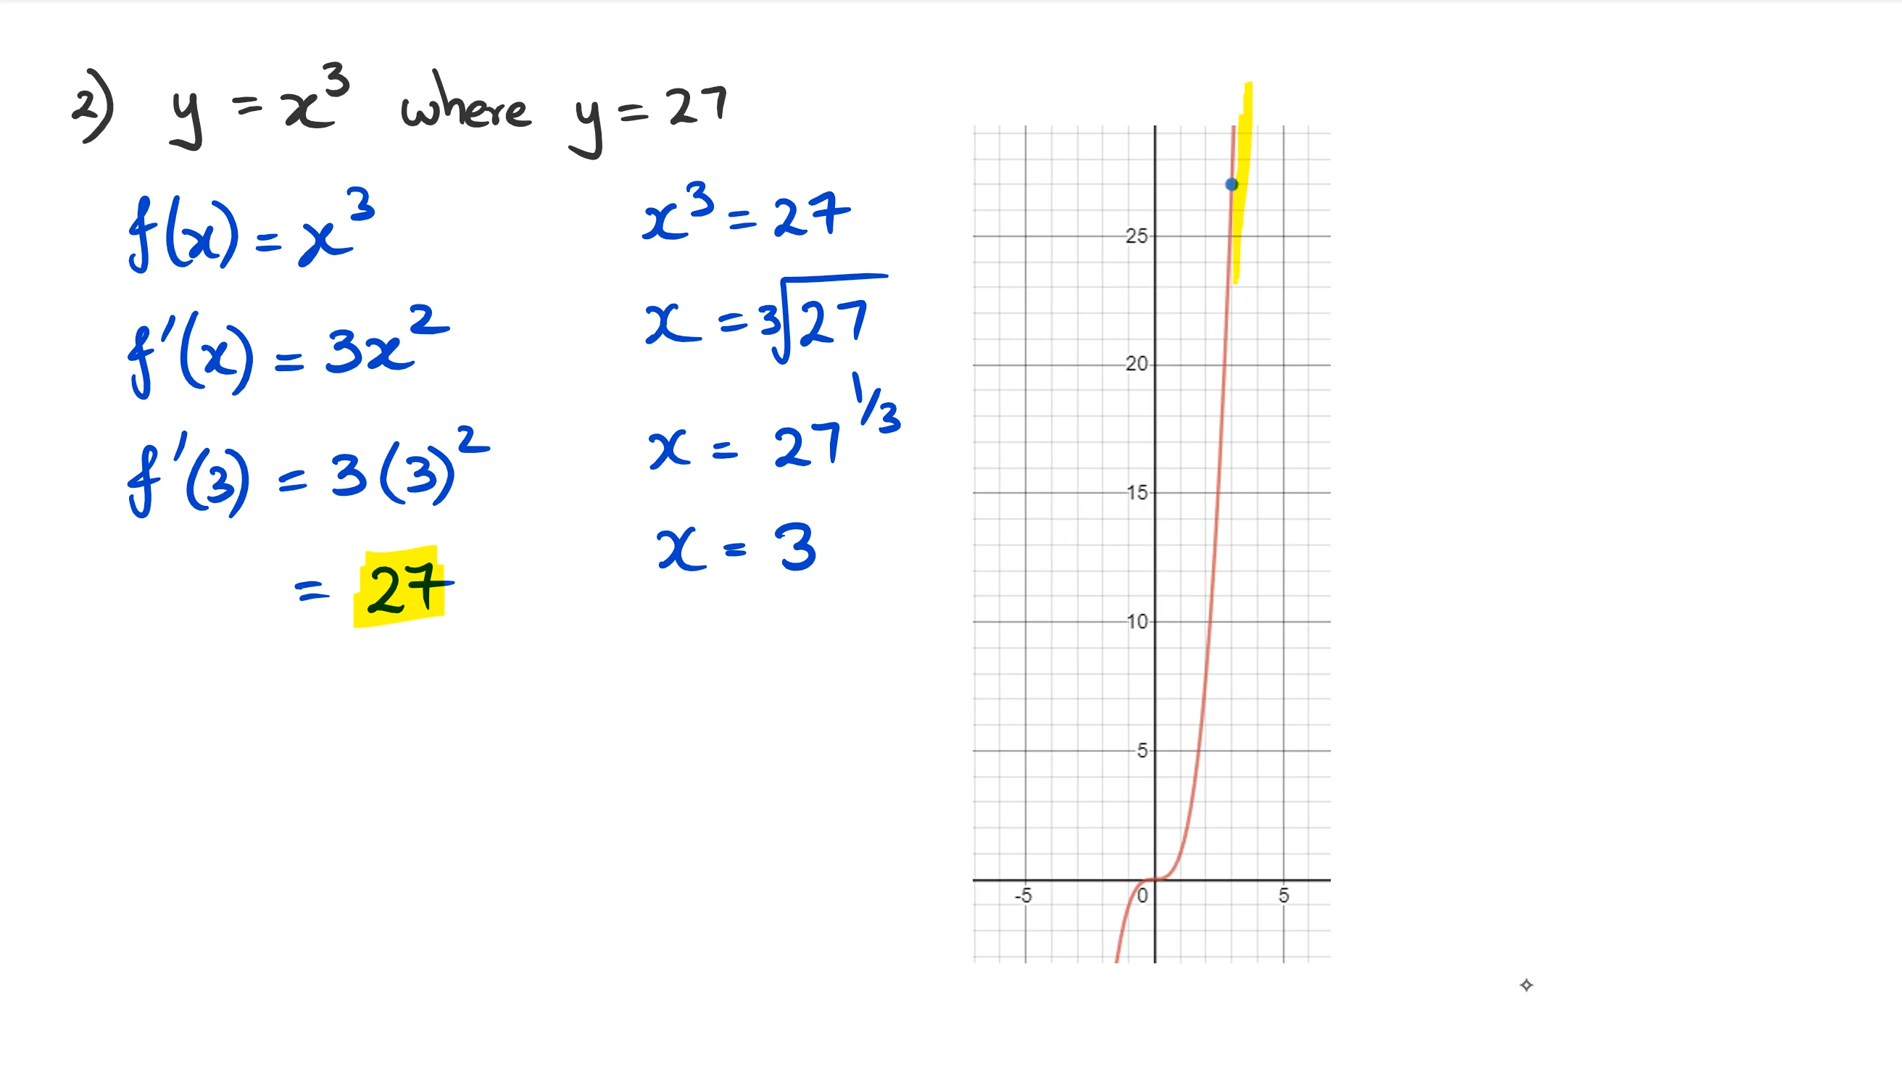 2) y = x³ where y = 27
f(x) = x³
f'(x) = 3x²
f'(3) = 3(3)²
= 27
x³ = 27
x = ∛27
x = 27^1/3
x = 3
25
20
15
10
5
-5 0 5